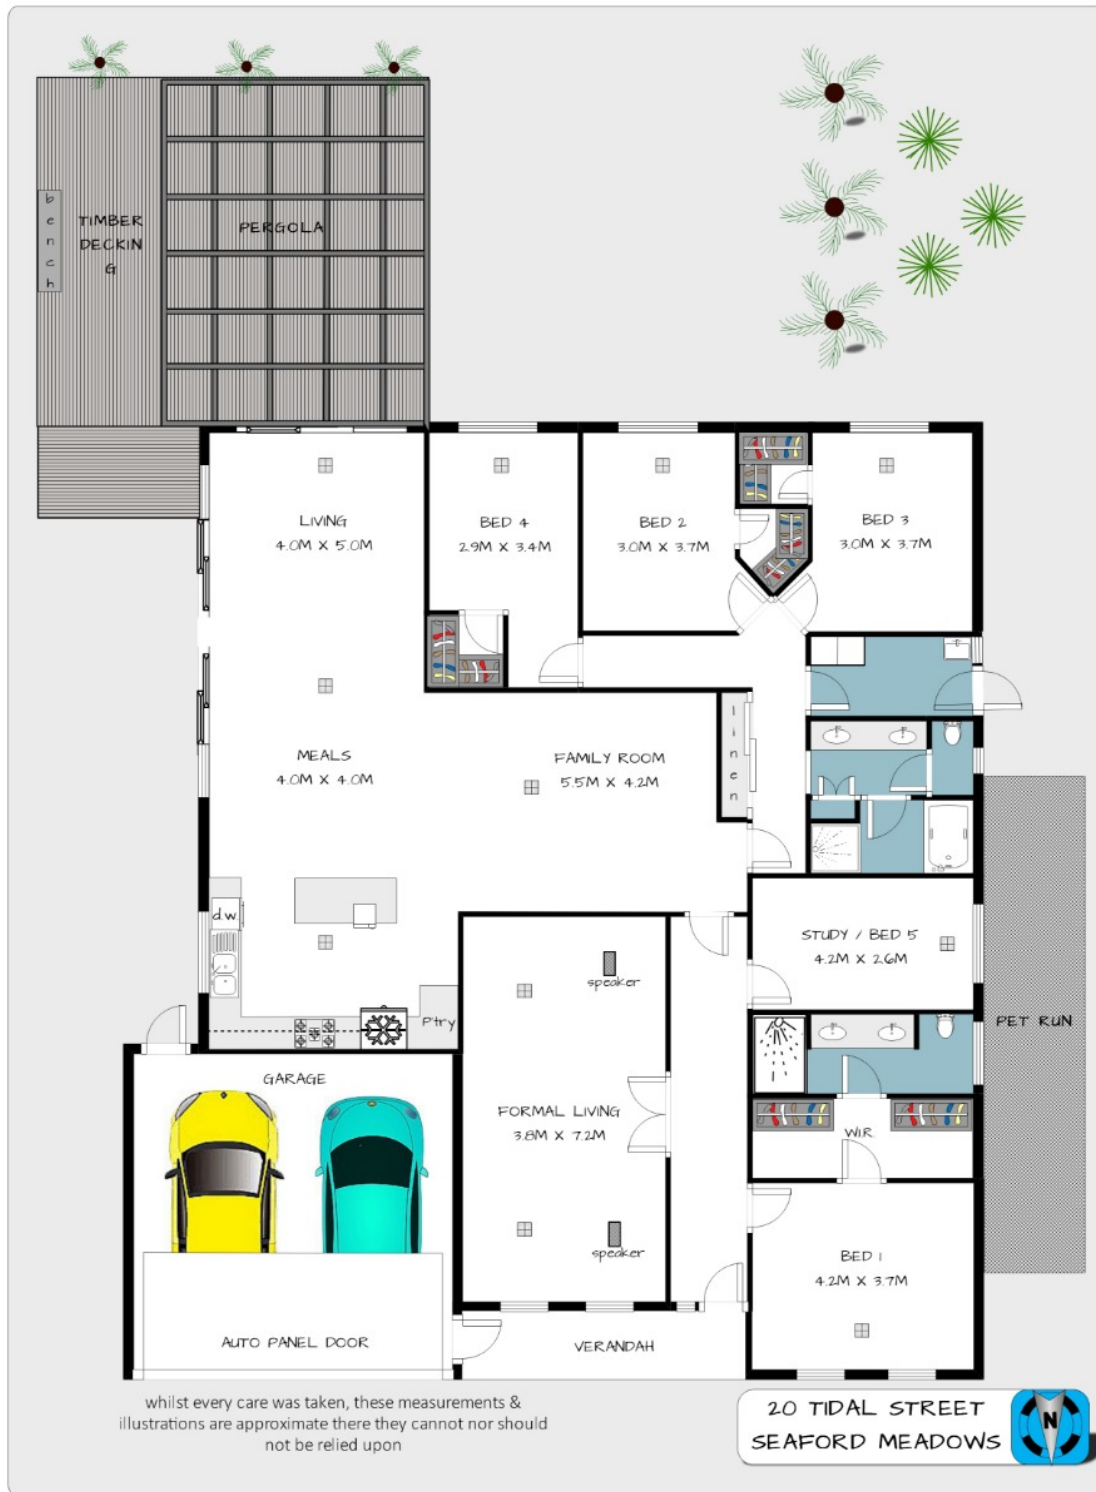 bench
TIMBER
DECKIN
G
PERGOLA
LIVING
4.0M X 5.0M
BED 4
2.9M X 3.4M
BED 2
3.0M X 3.7M
BED 3
3.0M X 3.7M
MEALS
4.0M X 4.0M
FAMILY ROOM
5.5M X 4.2M
linen
d.w.
STUDY / BED 5
4.2M X 2.6M
speaker
P'try
PET RUN
GARAGE
FORMAL LIVING
3.8M X 7.2M
W.I.R.
speaker
BED 1
4.2M X 3.7M
AUTO PANEL DOOR
VERANDAH
whilst every care was taken, these measurements &
illustrations are approximate there they cannot nor should
not be relied upon
20 TIDAL STREET
SEAFORD MEADOWS
N